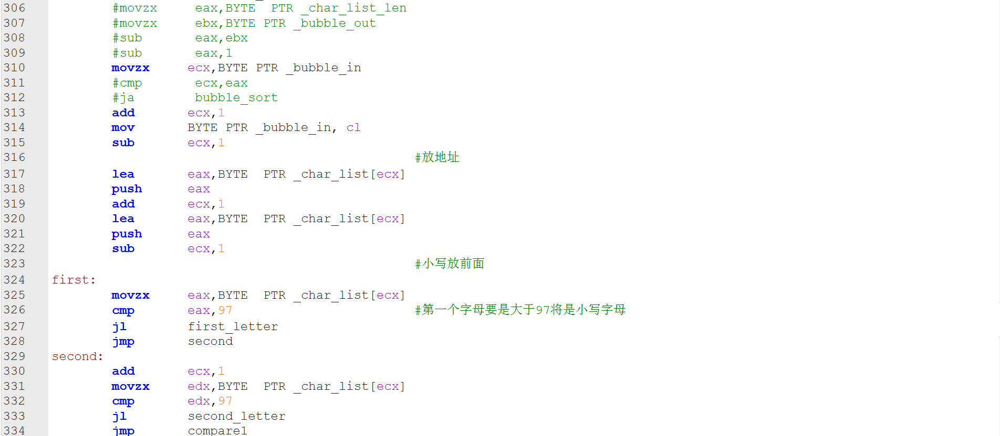 306 #movzx eax,BYTE PTR _char_list_len
307 #movzx ebx,BYTE PTR _bubble_out
308 #sub eax,ebx
309 #sub eax,1
310 movzx ecx,BYTE PTR _bubble_in
311 #cmp ecx,eax
312 #ja bubble_sort
313 add ecx,1
314 mov BYTE PTR _bubble_in, cl
315 sub ecx,1
316 #放地址
317 lea eax,BYTE PTR _char_list[ecx]
318 push eax
319 add ecx,1
320 lea eax,BYTE PTR _char_list[ecx]
321 push eax
322 sub ecx,1
323 #小写放前面
324 first:
325 movzx eax,BYTE PTR _char_list[ecx]
326 cmp eax,97 #第一个字母要是大于97将是小写字母
327 jl first_letter
328 jmp second
329 second:
330 add ecx,1
331 movzx edx,BYTE PTR _char_list[ecx]
332 cmp edx,97
333 jl second_letter
334 jmp compare1